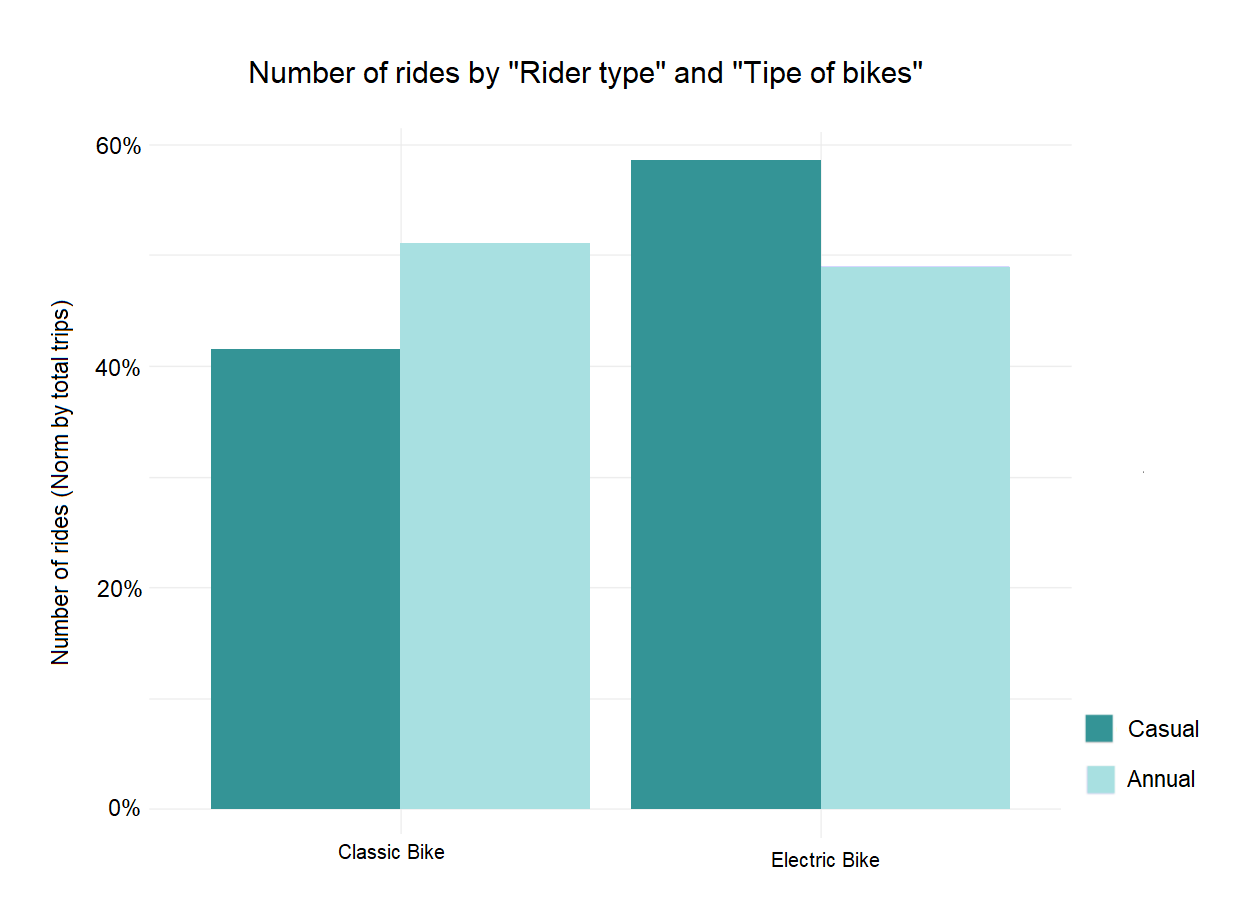 Number of rides by "Rider type" and "Tipe of bikes"
Number of rides (Norm by total trips)
60%
40%
20%
0%
Classic Bike
Electric Bike
Casual
Annual